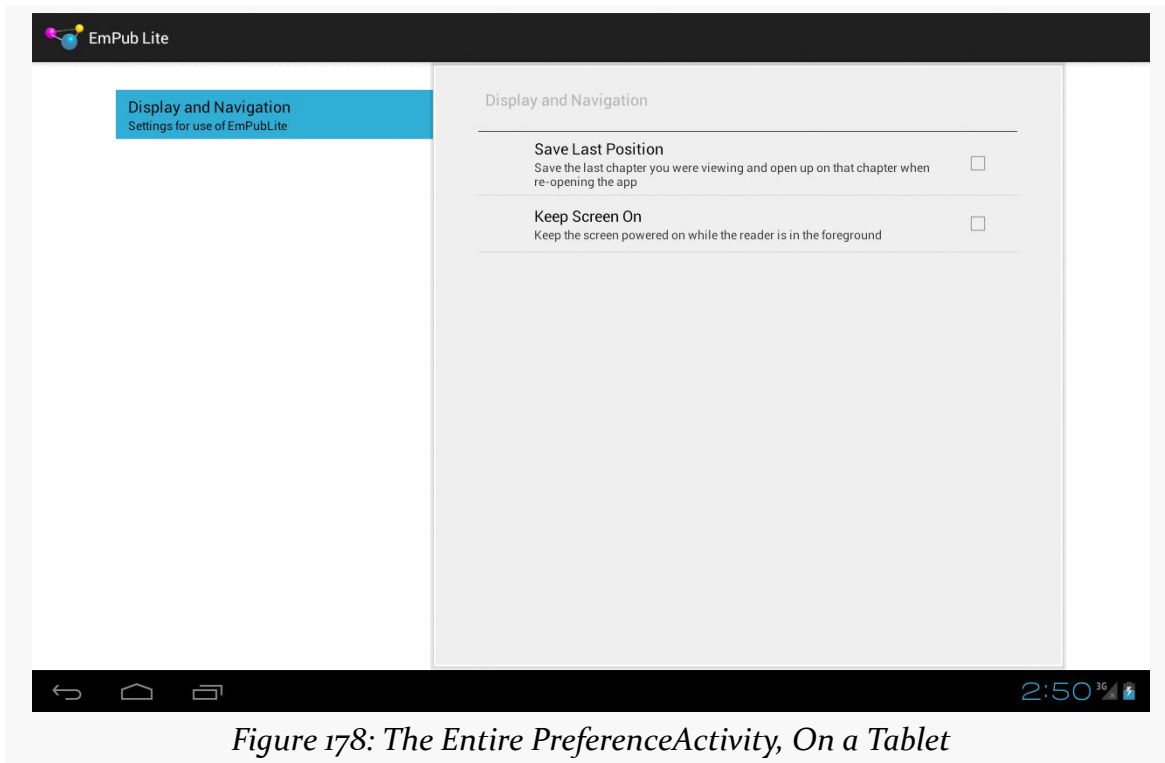 EmPub Lite
Display and Navigation
Settings for use of EmPubLite
Display and Navigation
Save Last Position
Save the last chapter you were viewing and open up on that chapter when
re-opening the app
Keep Screen On
Keep the screen powered on while the reader is in the foreground
2:50 3G
Figure 178: The Entire PreferenceActivity, On a Tablet